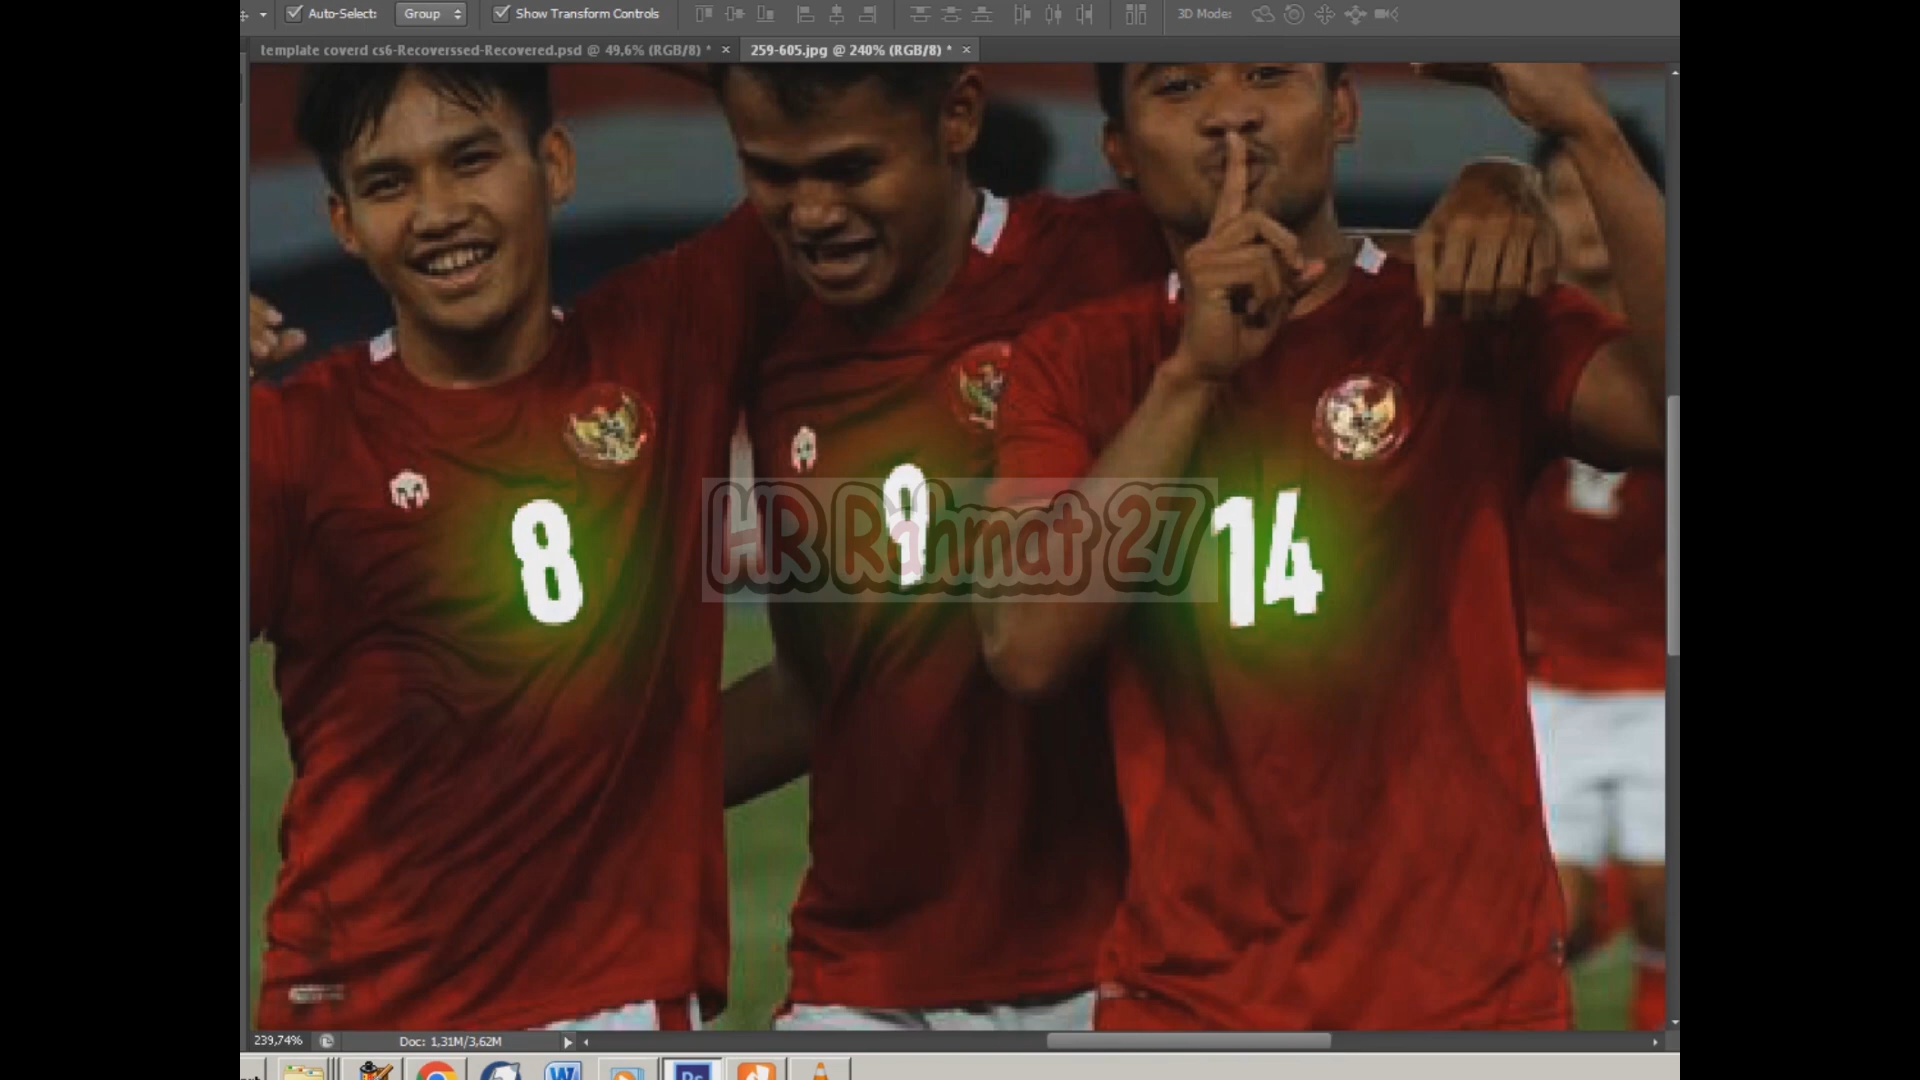 Auto-Select:
Group
Show Transform Controls
3D Mode:
template coverd cs6-Recoverssed-Recovered.psd @ 49,6% (RGB/8) *
259-605.jpg @ 240% (RGB/8) *
8
9
14
HR Rahmat 27
239,74%
Doc: 1,31M/3,62M
W
Ps